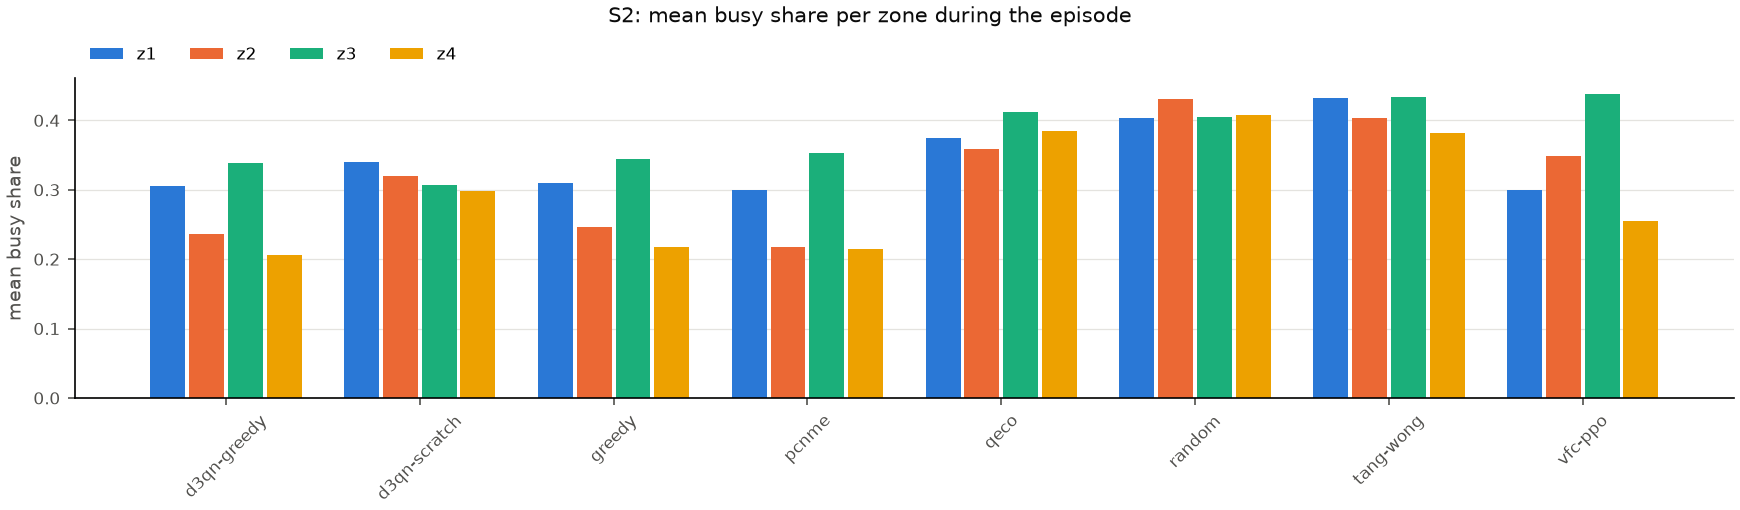 S2: mean busy share per zone during the episode
z1 z2 z3 z4
mean busy share
0.4
0.3
0.2
0.1
0.0
d3qn-greedy
d3qn-scratch
greedy
pcnme
qeco
random
tang-wong
vfc-ppo